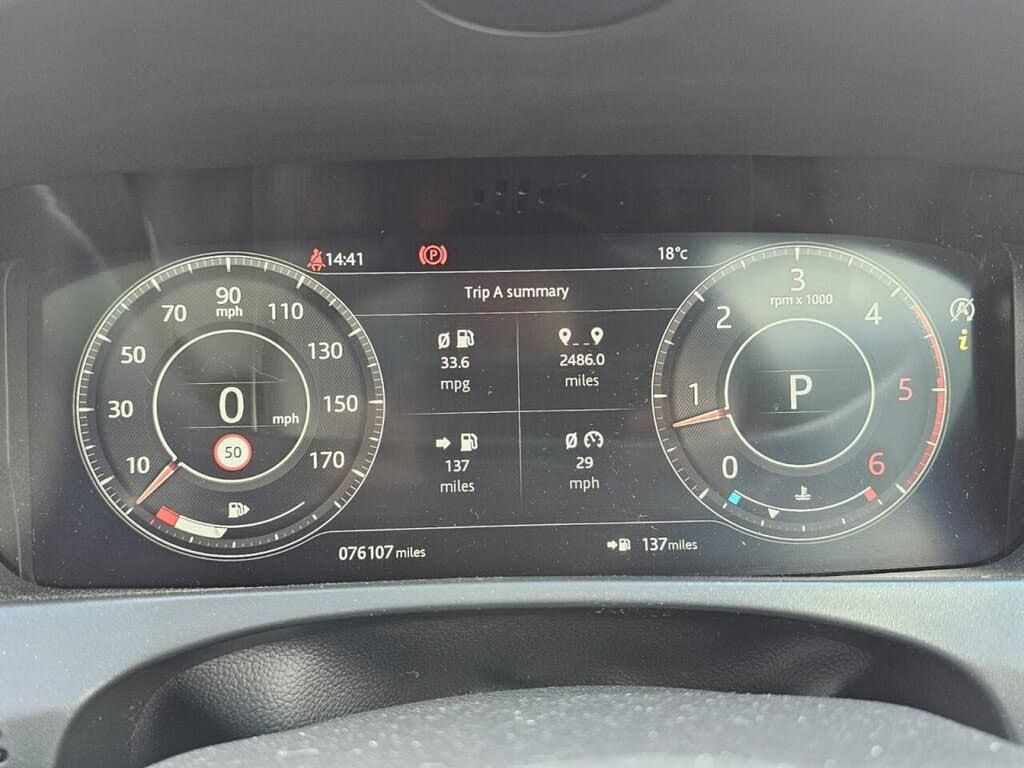 14:41
P
18°c
Trip A summary
33.6
mpg
2486.0
miles
137
miles
29
mph
10
30
50
70
90
mph
110
130
150
170
0 mph
50
0
1
2
3
rpm x 1000
4
5
6
P
A
i
076107 miles
137 miles